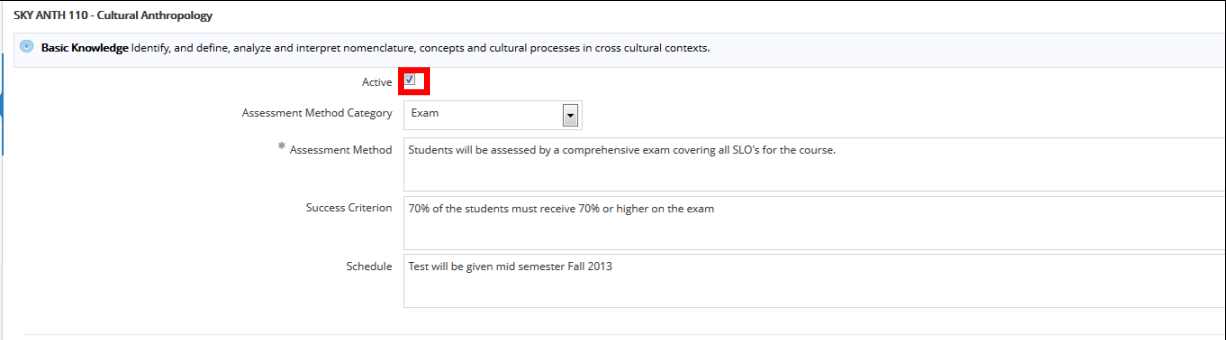 SKY ANTH 110 - Cultural Anthropology
Basic Knowledge Identify, and define, analyze and interpret nomenclature, concepts and cultural processes in cross cultural contexts.
Active
Assessment Method Category Exam
* Assessment Method Students will be assessed by a comprehensive exam covering all SLO's for the course.
Success Criterion 70% of the students must receive 70% or higher on the exam
Schedule Test will be given mid semester Fall 2013